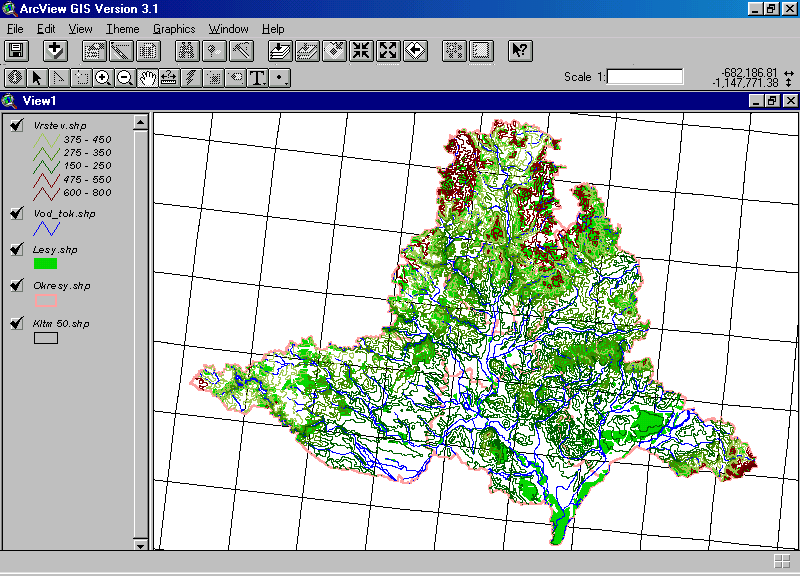 ArcView GIS Version 3.1
File Edit View Theme Graphics Window Help
Scale 1:
-682,186.81
-1,147,771.38
View1
Vrstev.shp
375 - 450
275 - 350
150 - 250
475 - 550
600 - 800
Vod_tok.shp
Lesy.shp
Okresy.shp
Kltm 50.shp